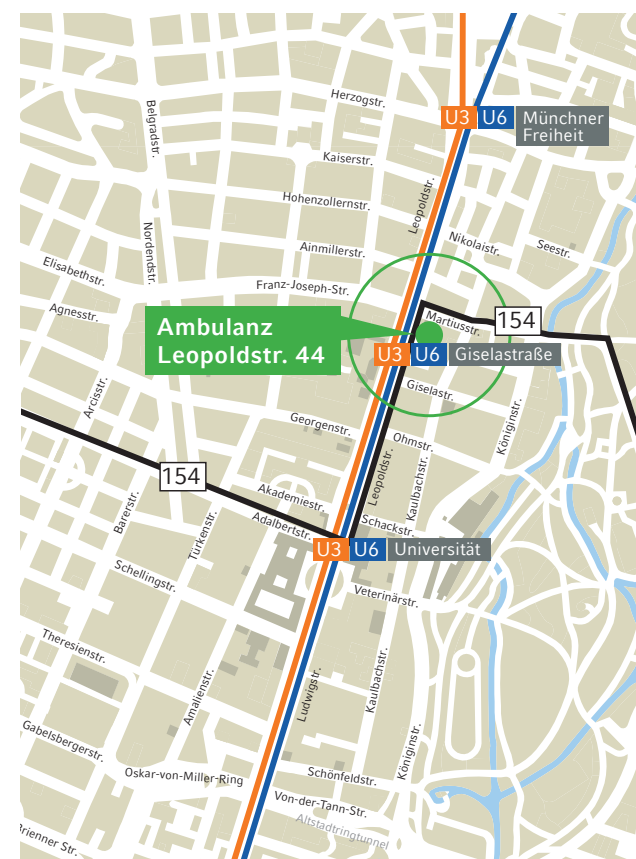 Herzogstr.
Belgradstr.
U3 U6 Münchner
Freiheit
Kaiserstr.
Leopoldstr.
Hohenzollernstr.
Nordendstr.
Ainmillerstr.
Nikolaistr.
Seestr.
Elisabethstr.
Franz-Joseph-Str.
Agnesstr.
Martiusstr.
154
Ambulanz
Leopoldstr. 44
U3 U6 Giselastraße
Giselastr.
Arcisstr.
Georgenstr.
Ohmstr.
Königinstr.
154
Leopoldstr.
Kaulbachstr.
Akademiestr.
Barerstr.
Türkenstr.
Adalbertstr.
Schackstr.
U3 U6 Universität
Schellingstr.
Veterinärstr.
Theresienstr.
Amalienstr.
Ludwigstr.
Kaulbachstr.
Königinstr.
Gabelsbergerstr.
Oskar-von-Miller-Ring
Schönfeldstr.
Von-der-Tann-Str.
Altstadtringtunnel
Brienner Str.